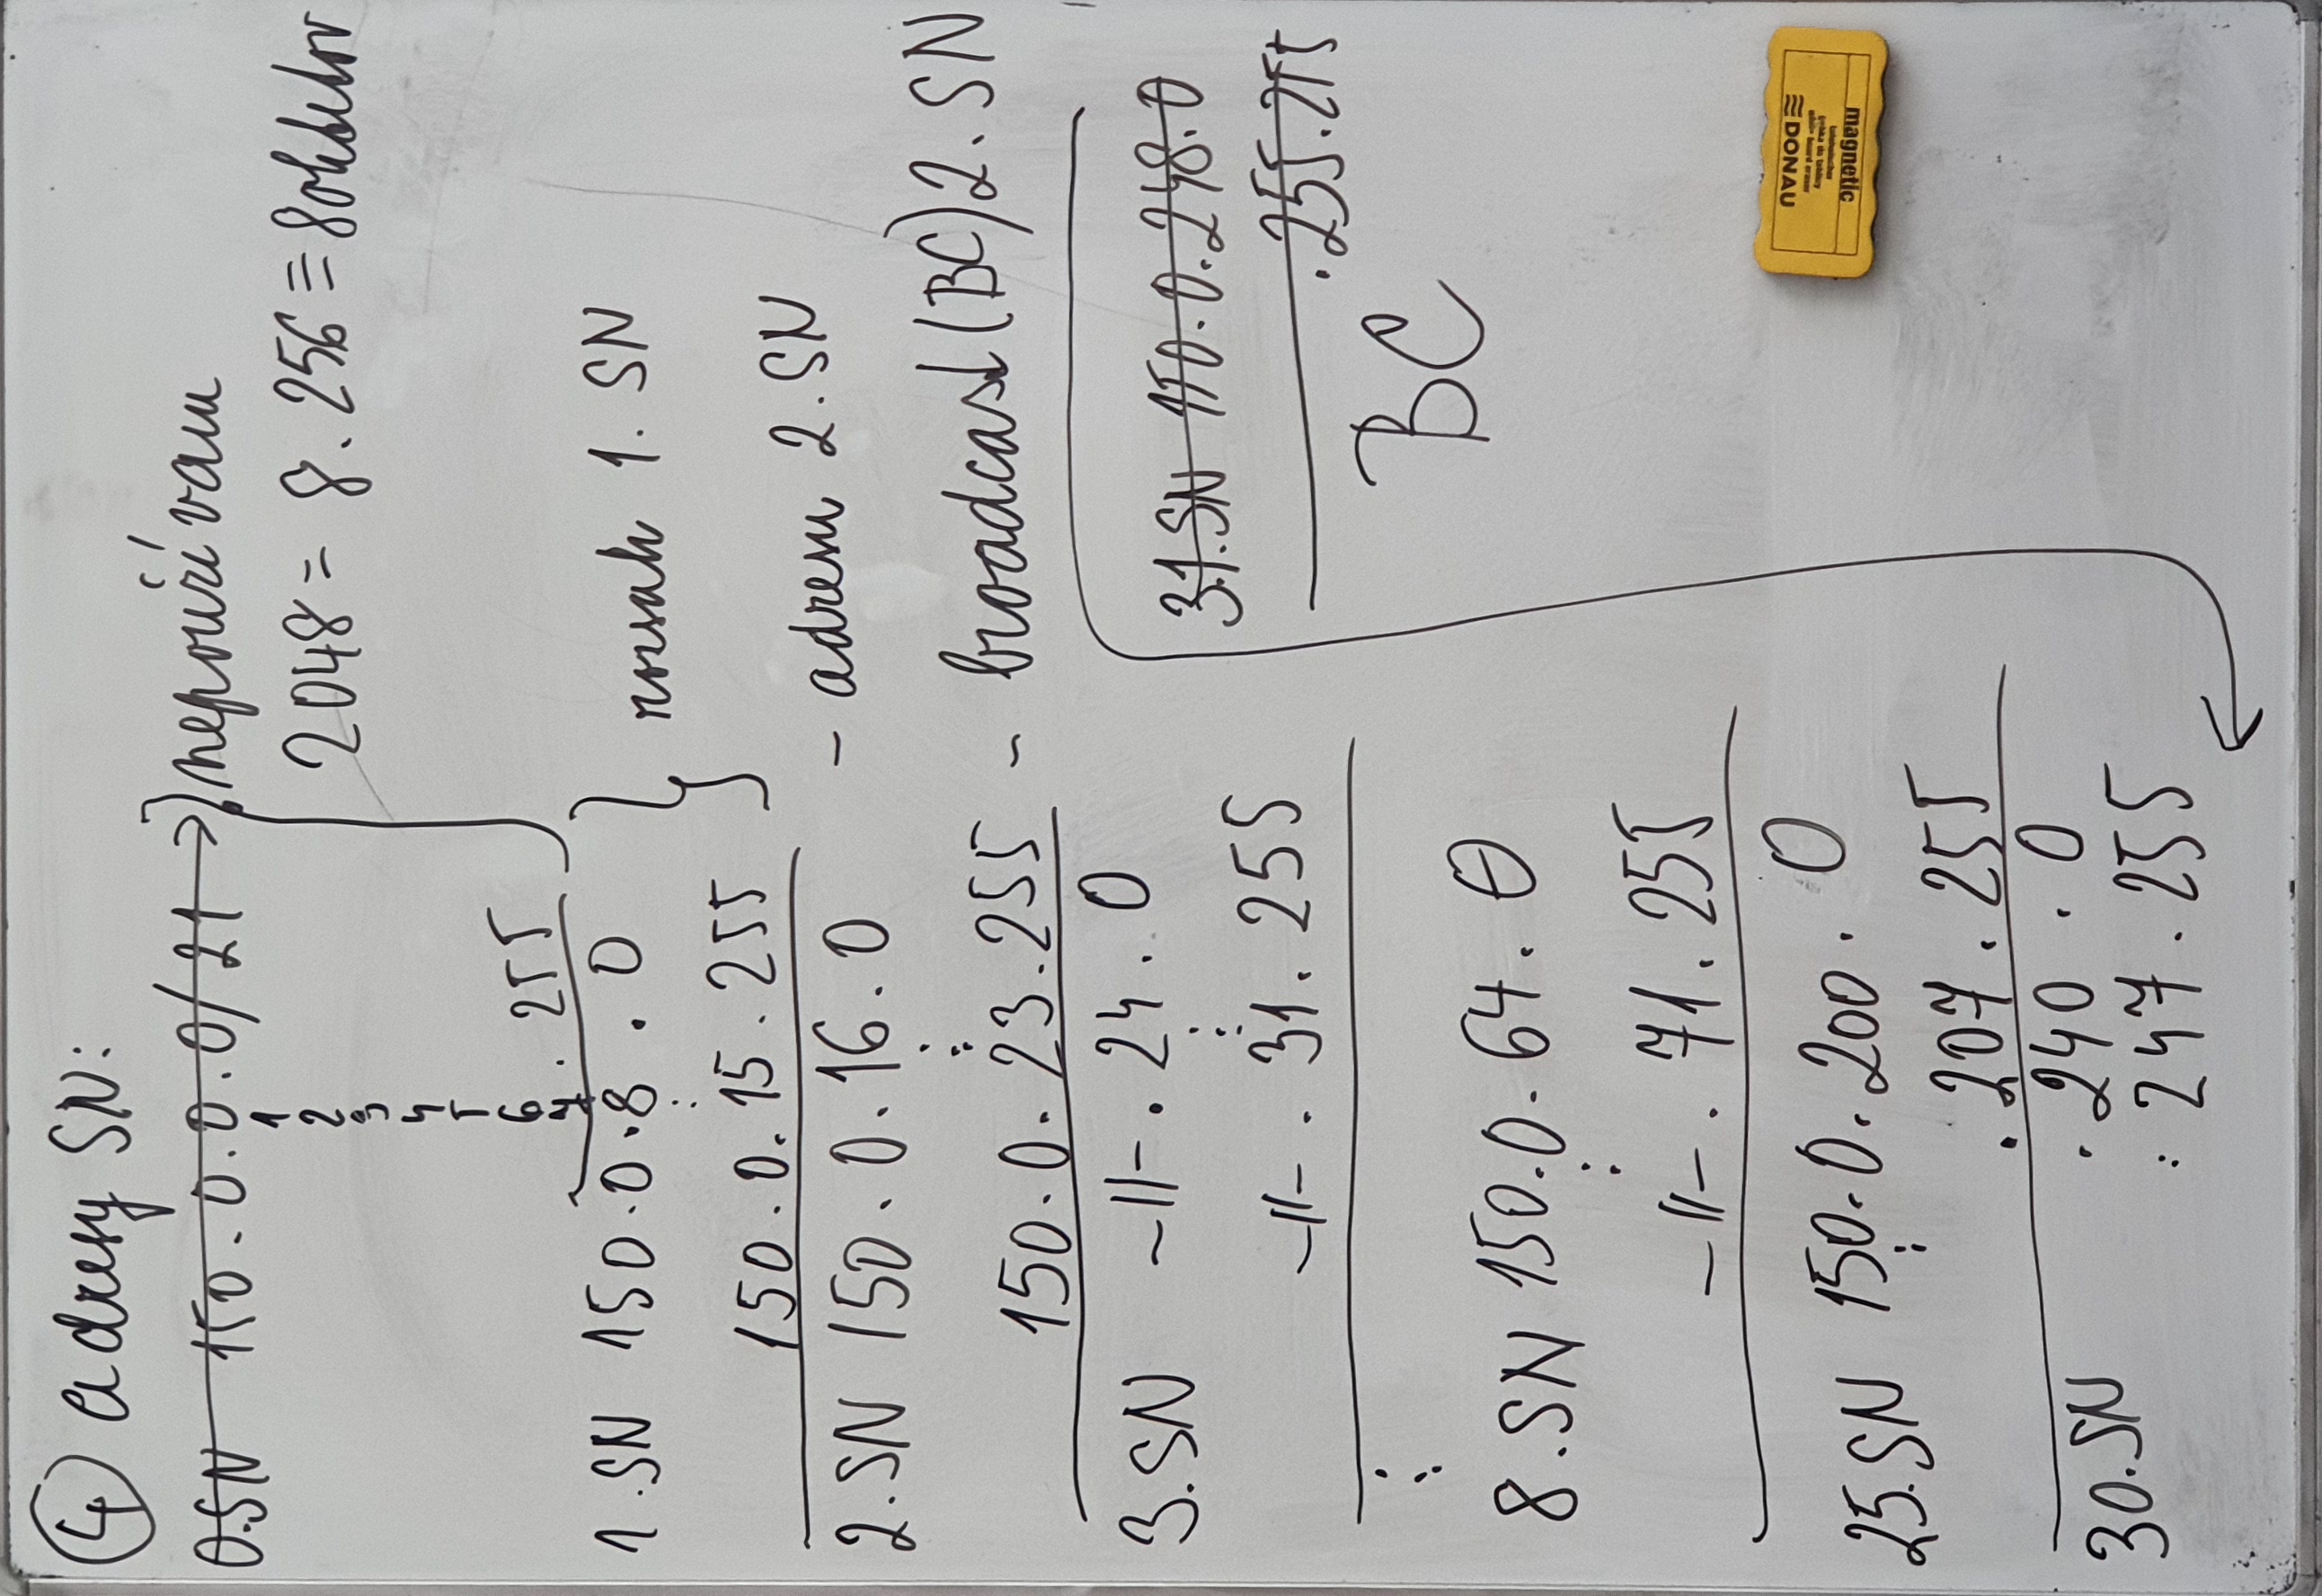 ④ adresy SN:
0.SN 150.0.0.0/21 nepoužívam
1
2
3
4
5
6
7.255
2048 = 8.256 ≡ 8 oktetov
1.SN 150.0.8.0
⋮
150.0.15.255
rozsah 1. SN
2.SN 150.0.16.0 - adresu 2.SN
⋮
150.0.23.255 - broadcast (BC) 2. SN
3.SN -||-.24.0
⋮
-||-.31.255
⋮
8.SN 150.0.64.0
⋮
-||-.71.255
25.SN 150.0.200.0
⋮
.207.255
30.SN .240.0
:247.255
31.SN 150.0.248.0
.255.255
BC
DONAU
magnetic